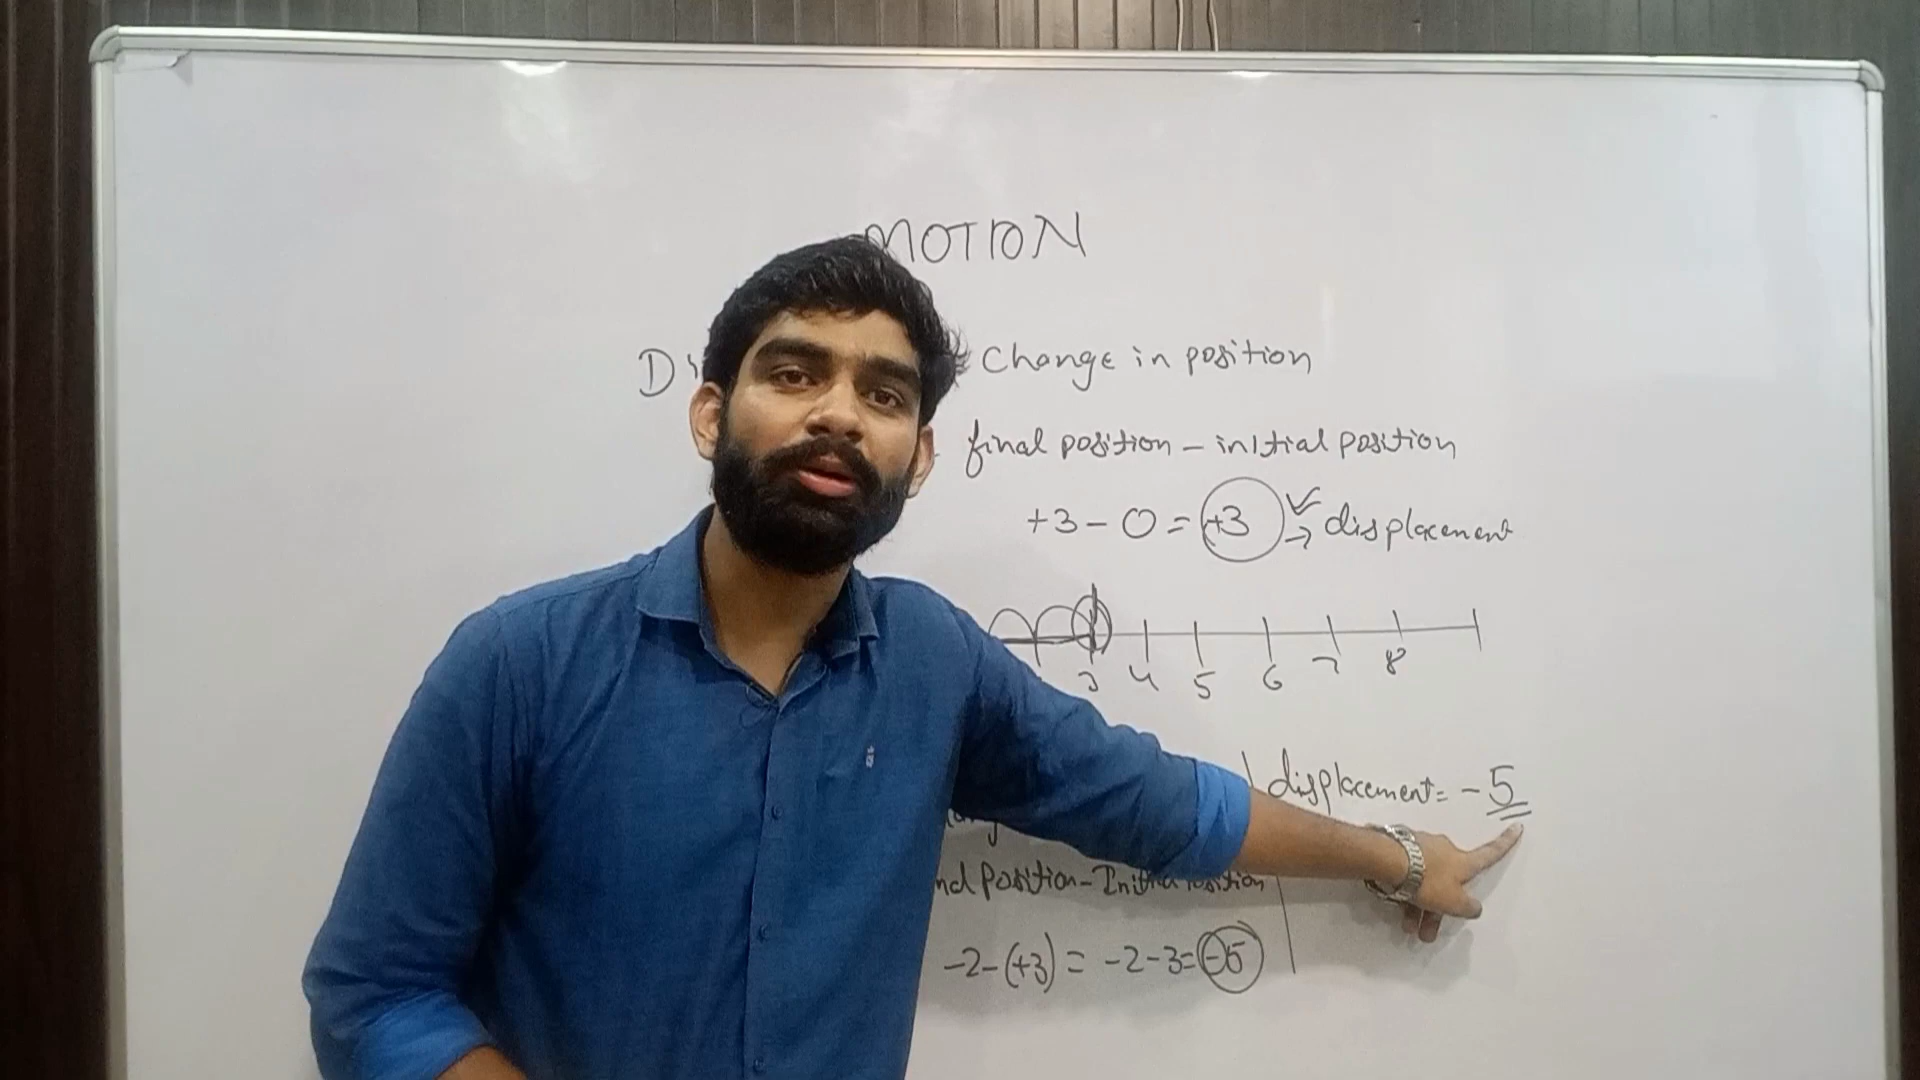 MOTION
Change in position
final position - initial position
+3 - 0 = +3 → displacement
3 4 5 6 7 8
displacement = -5
Position - Initial Position
-2 - (+3) = -2 - 3 = -5